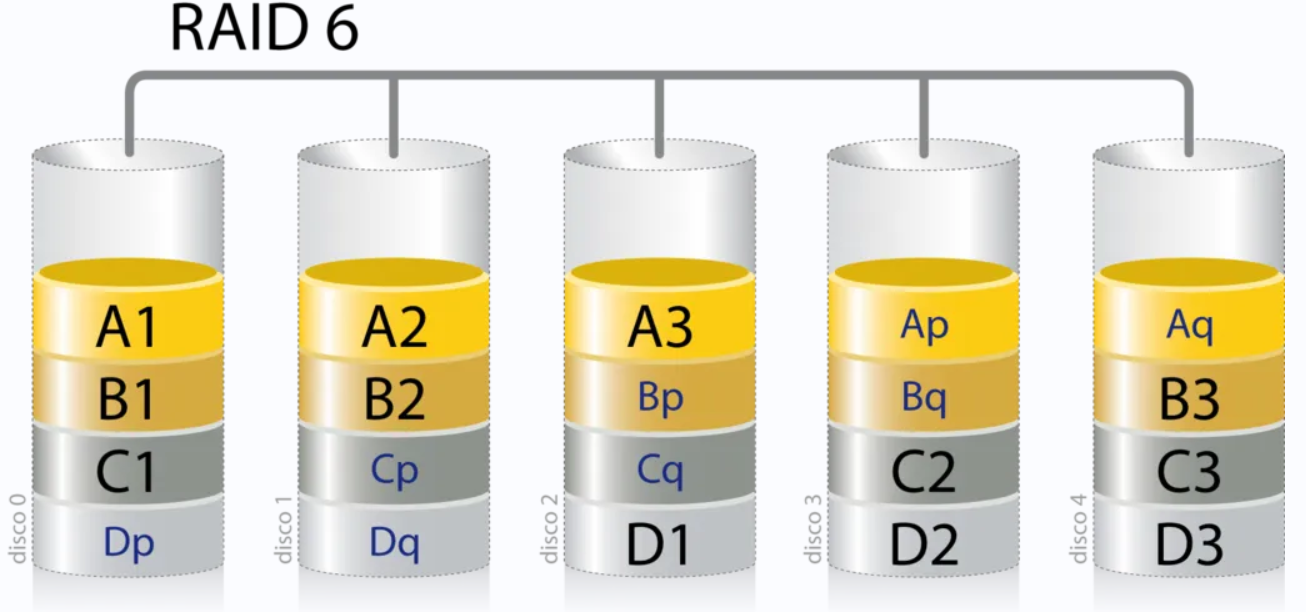 RAID 6
A1 A2 A3 Ap Aq
B1 B2 Bp Bq B3
C1 Cp Cq C2 C3
Dp Dq D1 D2 D3
disco 0 disco 1 disco 2 disco 3 disco 4